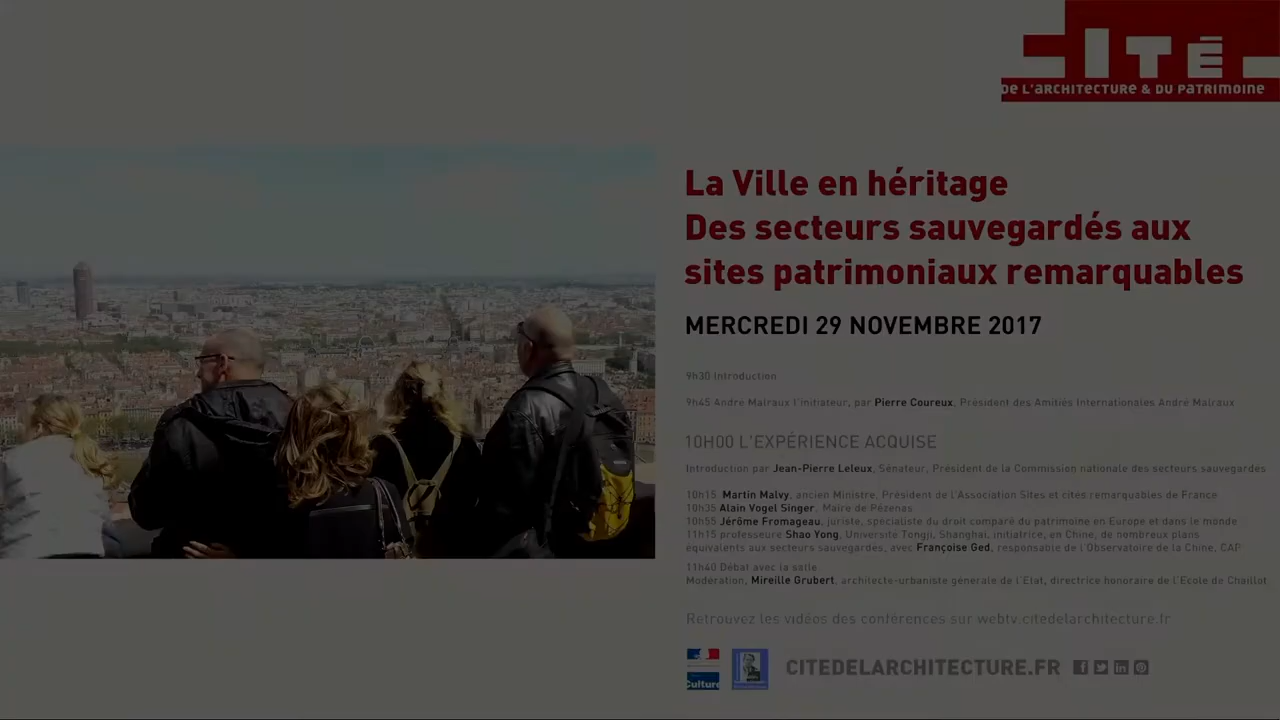 CITÉ
DE L'ARCHITECTURE & DU PATRIMOINE
La Ville en héritage
Des secteurs sauvegardés aux
sites patrimoniaux remarquables
MERCREDI 29 NOVEMBRE 2017
9h30 Introduction
9h45 André Malraux l'initiateur, par Pierre Coureux, Président des Amitiés Internationales André Malraux
10H00 L'EXPÉRIENCE ACQUISE
Introduction par Jean-Pierre Leleux, Sénateur, Président de la Commission nationale des secteurs sauvegardés
10h15 Martin Malvy, ancien Ministre, Président de l'Association Sites et cités remarquables de France
10h35 Alain Vogel Singer, Maire de Pézenas
10h55 Jérôme Fromageau, juriste, spécialiste du droit comparé du patrimoine en Europe et dans le monde
11h15 professeure Shao Yong, Université Tongji, Shanghai, initiatrice, en Chine, de nombreux plans
équivalents aux secteurs sauvegardés, avec Françoise Ged, responsable de l'Observatoire de la Chine, CAP
11h40 Débat avec la salle
Modération, Mireille Grubert, architecte-urbaniste générale de l'Etat, directrice honoraire de l'Ecole de Chaillot
Retrouvez les vidéos des conférences sur webtv.citedelarchitecture.fr
Culture
CITEDELARCHITECTURE.FR